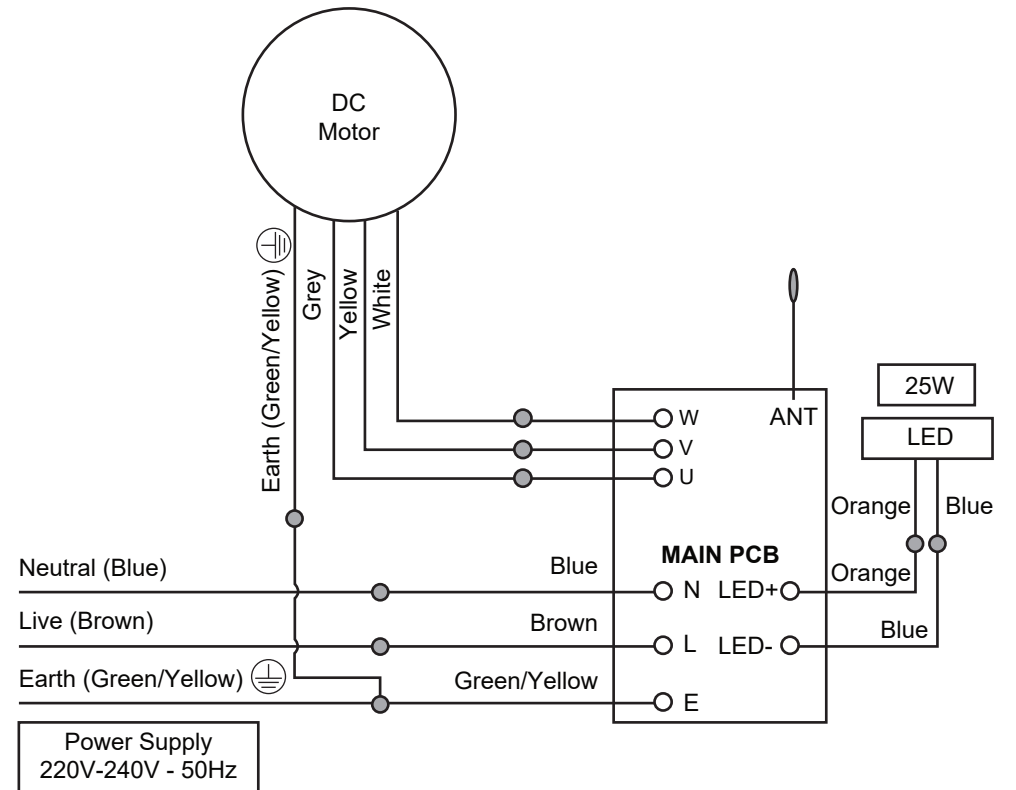 DC
Motor
Earth (Green/Yellow)
Grey
Yellow
White
W
V
U
ANT
25W
LED
Orange
Blue
MAIN PCB
Orange
Blue
Neutral (Blue)
Blue
N
LED+
Live (Brown)
Brown
L
LED-
Earth (Green/Yellow)
Green/Yellow
E
Power Supply
220V-240V - 50Hz